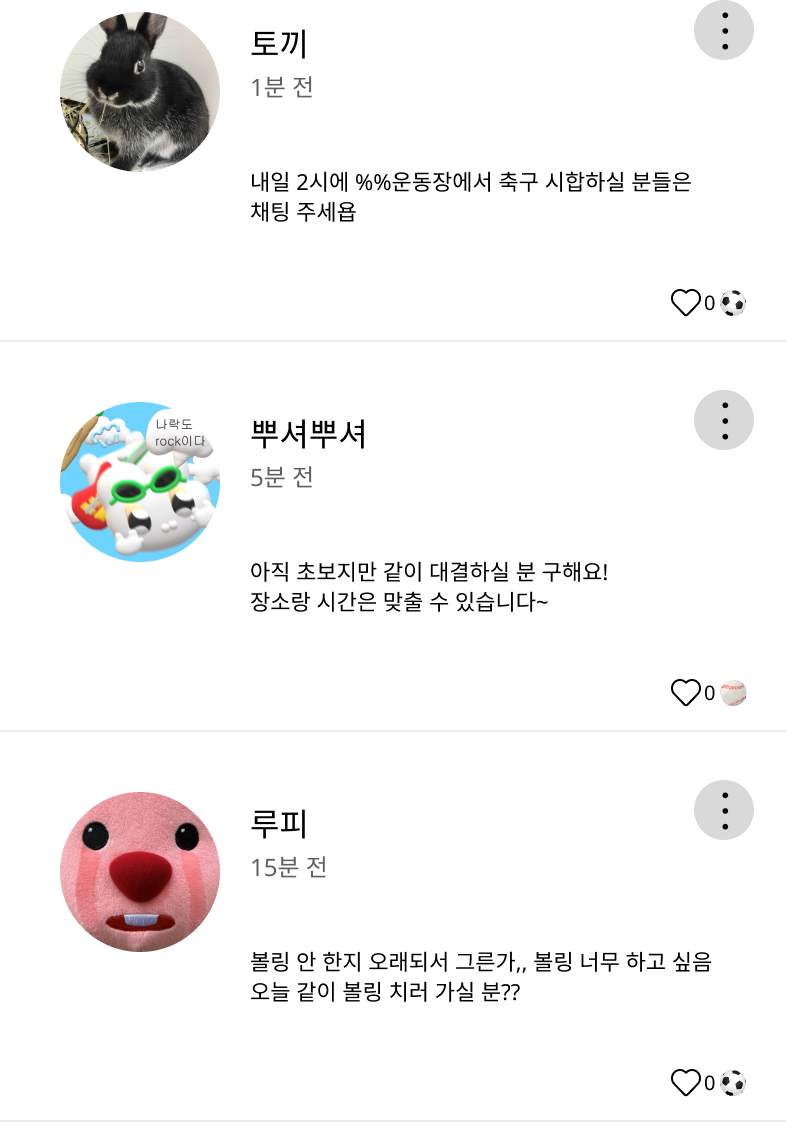 토끼
1분 전
내일 2시에 %%운동장에서 축구 시합하실 분들은
채팅 주세욥
0
나락도
rock이다
뿌셔뿌셔
5분 전
아직 초보지만 같이 대결하실 분 구해요!
장소랑 시간은 맞출 수 있습니다~
0
루피
15분 전
볼링 안 한지 오래되서 그른가,, 볼링 너무 하고 싶음
오늘 같이 볼링 치러 가실 분??
0